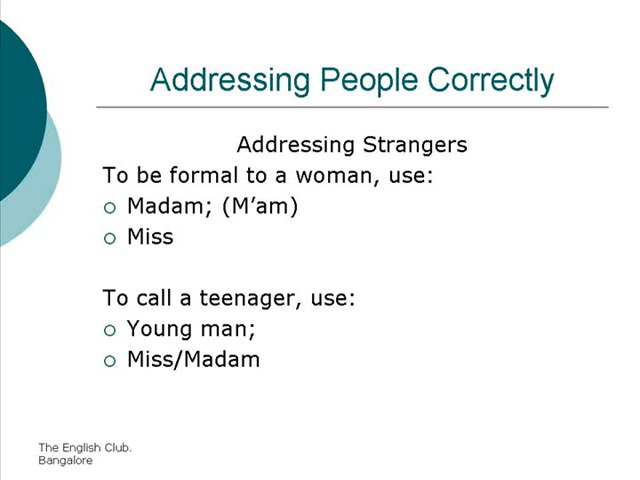 Addressing People Correctly
Addressing Strangers
To be formal to a woman, use:
Madam; (M'am)
Miss
To call a teenager, use:
Young man;
Miss/Madam
The English Club.
Bangalore